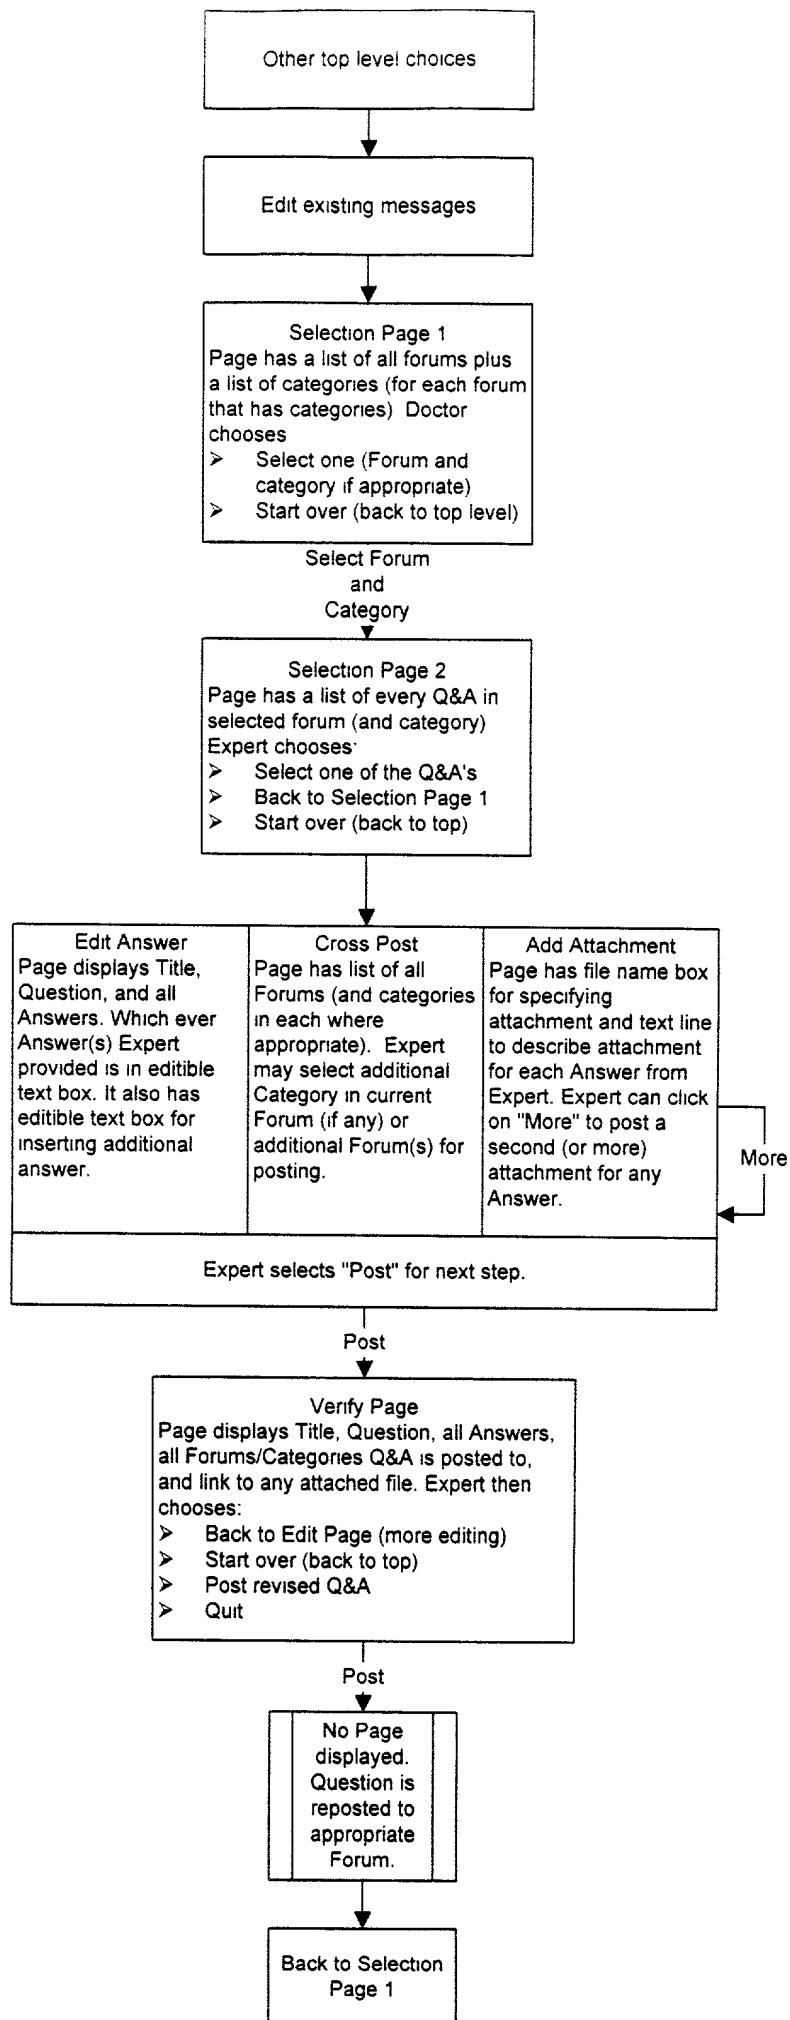 Other top level choices
Edit existing messages
Selection Page 1
Page has a list of all forums plus
a list of categories (for each forum
that has categories) Doctor
chooses
➢ Select one (Forum and
category if appropriate)
➢ Start over (back to top level)
Select Forum
and
Category
Selection Page 2
Page has a list of every Q&A in
selected forum (and category)
Expert chooses:
➢ Select one of the Q&A's
➢ Back to Selection Page 1
➢ Start over (back to top)
Edit Answer
Page displays Title,
Question, and all
Answers. Which ever
Answer(s) Expert
provided is in editible
text box. It also has
editible text box for
inserting additional
answer.
Cross Post
Page has list of all
Forums (and categories
in each where
appropriate). Expert
may select additional
Category in current
Forum (if any) or
additional Forum(s) for
posting.
Add Attachment
Page has file name box
for specifying
attachment and text line
to describe attachment
for each Answer from
Expert. Expert can click
on "More" to post a
second (or more)
attachment for any
Answer.
More
Expert selects "Post" for next step.
Post
Verify Page
Page displays Title, Question, all Answers,
all Forums/Categories Q&A is posted to,
and link to any attached file. Expert then
chooses:
➢ Back to Edit Page (more editing)
➢ Start over (back to top)
➢ Post revised Q&A
➢ Quit
Post
No Page
displayed.
Question is
reposted to
appropriate
Forum.
Back to Selection
Page 1